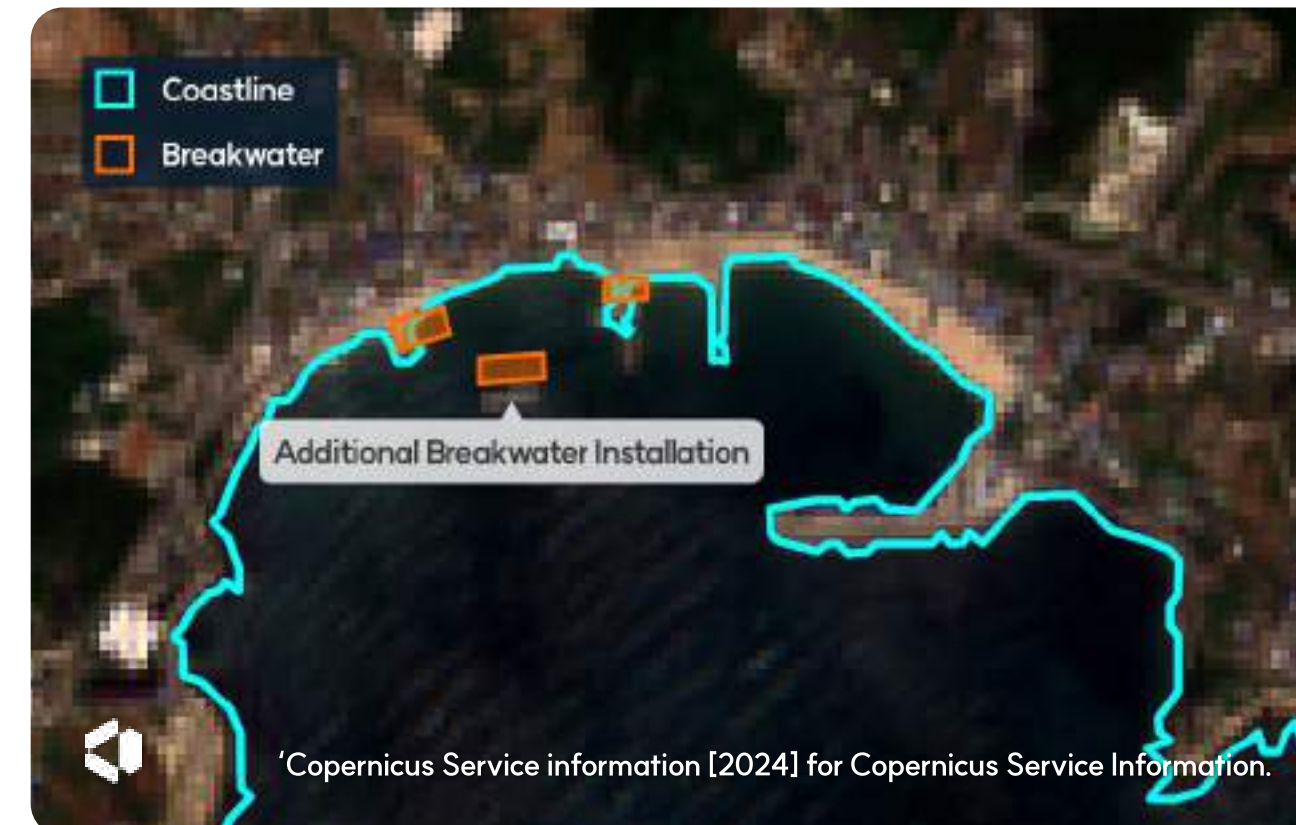 Coastline
Breakwater
Additional Breakwater Installation
‘Copernicus Service information [2024] for Copernicus Service Information.